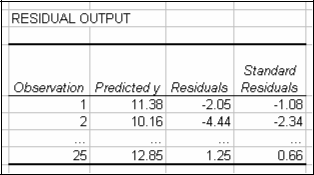 RESIDUAL OUTPUT
Standard
Observation Predicted y Residuals Residuals
1 11.38 -2.05 -1.08
2 10.16 -4.44 -2.34
... ... ... ...
25 12.85 1.25 0.66